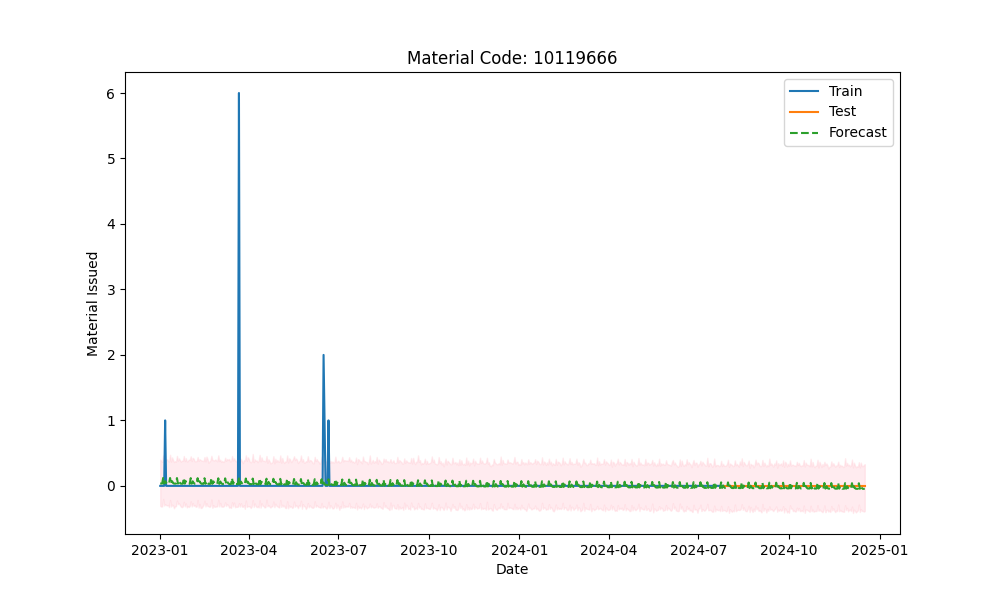 Material Code: 10119666
Train
Test
Forecast
6
5
4
3
2
1
0
Material Issued
2023-01 2023-04 2023-07 2023-10 2024-01 2024-04 2024-07 2024-10 2025-01
Date